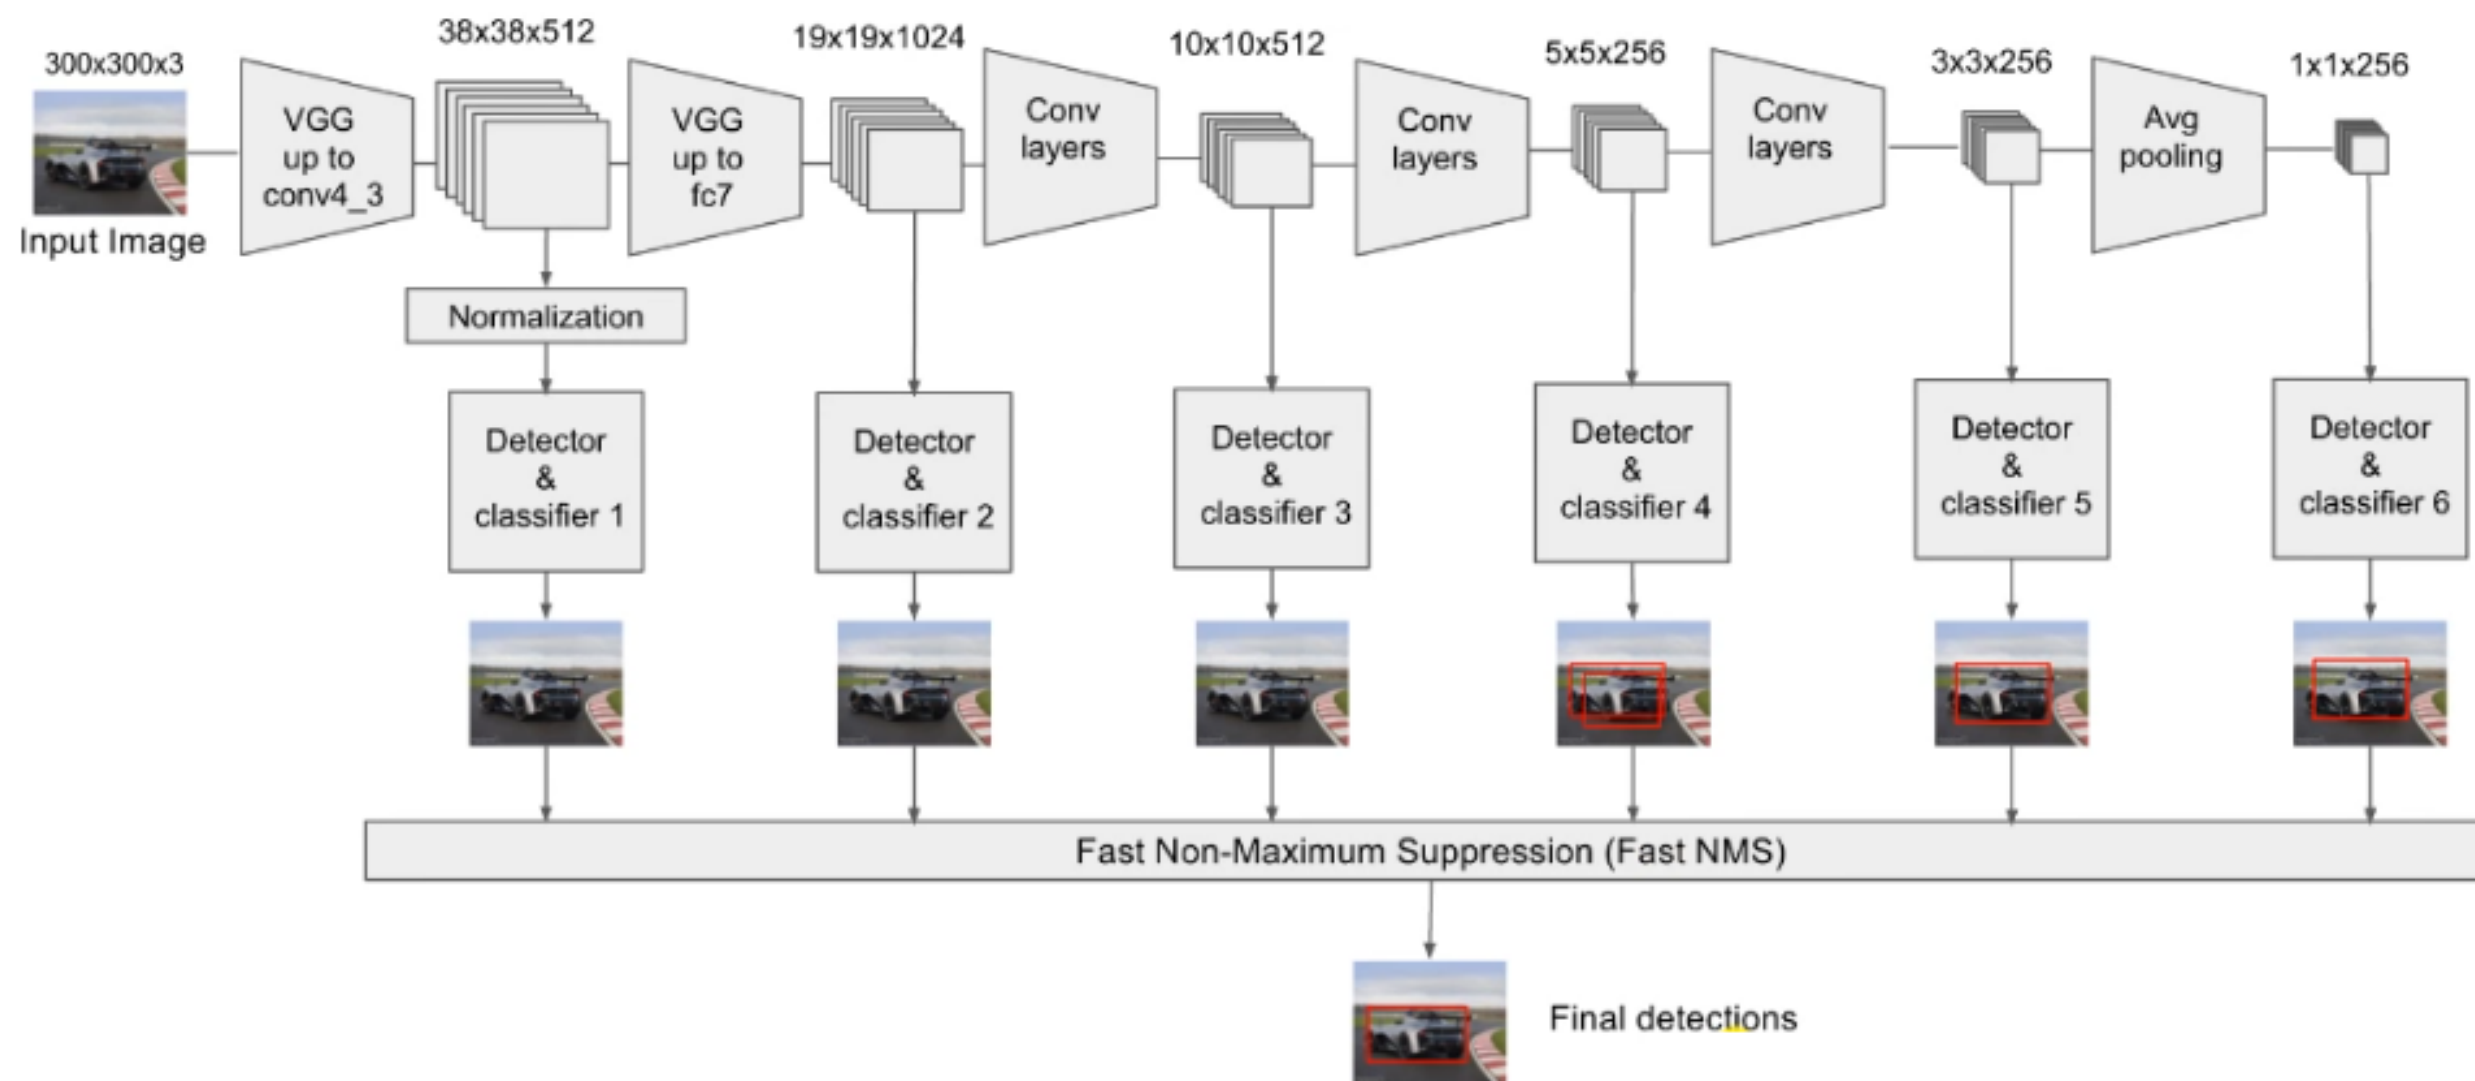 300x300x3
38x38x512
19x19x1024
10x10x512
5x5x256
3x3x256
1x1x256
VGG
up to
conv4_3
VGG
up to
fc7
Conv
layers
Conv
layers
Conv
layers
Avg
pooling
Input Image
Normalization
Detector
&
classifier 1
Detector
&
classifier 2
Detector
&
classifier 3
Detector
&
classifier 4
Detector
&
classifier 5
Detector
&
classifier 6
Fast Non-Maximum Suppression (Fast NMS)
Final detections